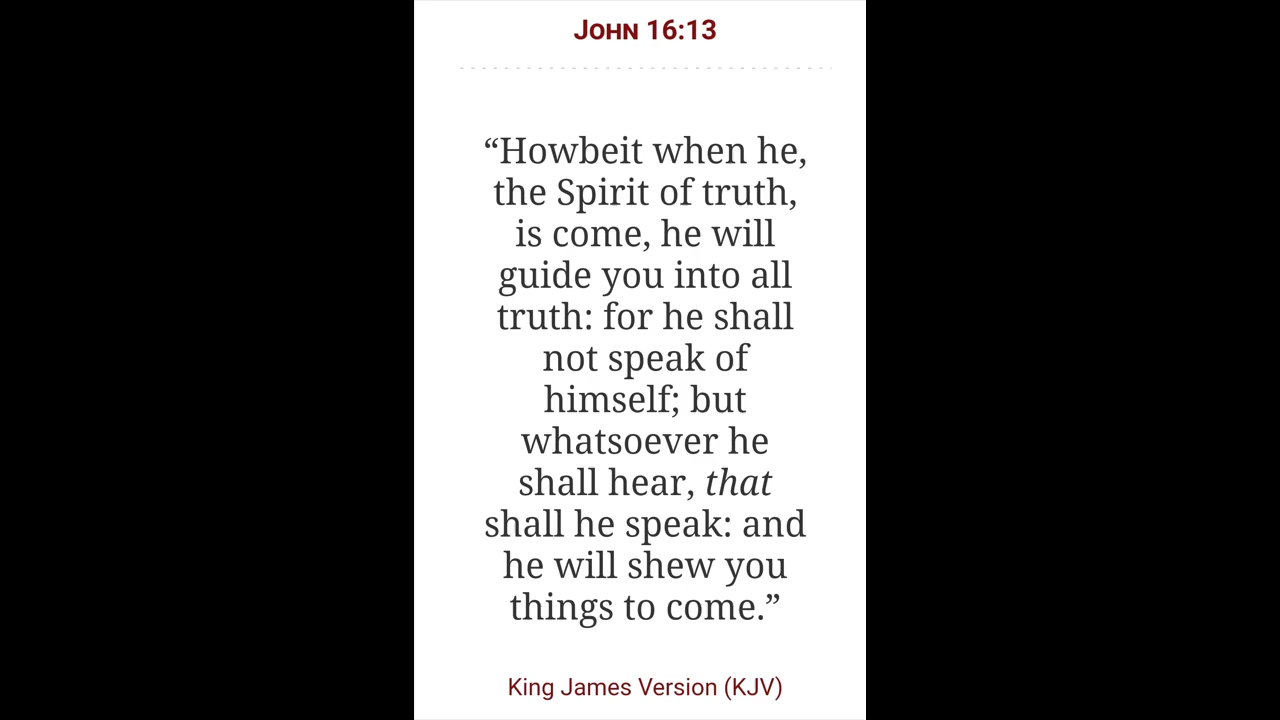 John 16:13
“Howbeit when he,
the Spirit of truth,
is come, he will
guide you into all
truth: for he shall
not speak of
himself; but
whatsoever he
shall hear, that
shall he speak: and
he will shew you
things to come.”
King James Version (KJV)